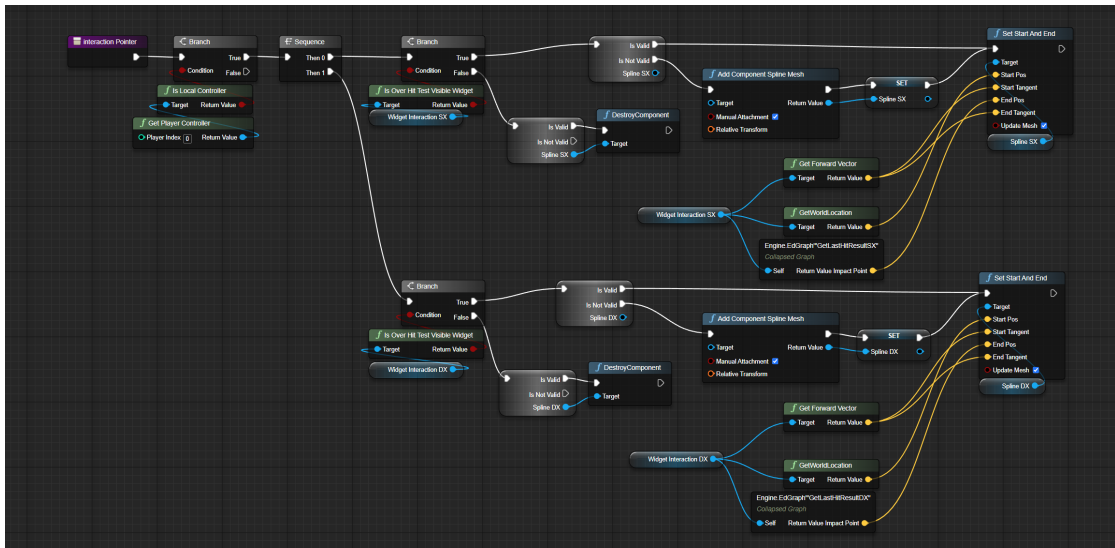 interaction Pointer
Branch
True
Condition
False
Is Local Controller
Target
Return Value
Get Player Controller
Player Index
0
Return Value
Sequence
Then 0
Then 1
Branch
True
Condition
False
Is Over Hit Test Visible Widget
Target
Return Value
Widget Interaction SX
Is Valid
Is Not Valid
Spline SX
DestroyComponent
Target
Is Valid
Is Not Valid
Spline SX
Add Component Spline Mesh
Target
Return Value
Manual Attachment
Relative Transform
SET
Spline SX
Set Start And End
Target
Start Pos
Start Tangent
End Pos
End Tangent
Update Mesh
Spline SX
Get Forward Vector
Target
Return Value
Widget Interaction SX
GetWorldLocation
Target
Return Value
Engine.EdGraph'"GetLastHitResultSX"
Collapsed Graph
Self
Return Value Impact Point
Branch
True
Condition
False
Is Over Hit Test Visible Widget
Target
Return Value
Widget Interaction DX
Is Valid
Is Not Valid
Spline DX
DestroyComponent
Target
Is Valid
Is Not Valid
Spline DX
Add Component Spline Mesh
Target
Return Value
Manual Attachment
Relative Transform
SET
Spline DX
Set Start And End
Target
Start Pos
Start Tangent
End Pos
End Tangent
Update Mesh
Spline DX
Get Forward Vector
Target
Return Value
Widget Interaction DX
GetWorldLocation
Target
Return Value
Engine.EdGraph'"GetLastHitResultDX"
Collapsed Graph
Self
Return Value Impact Point